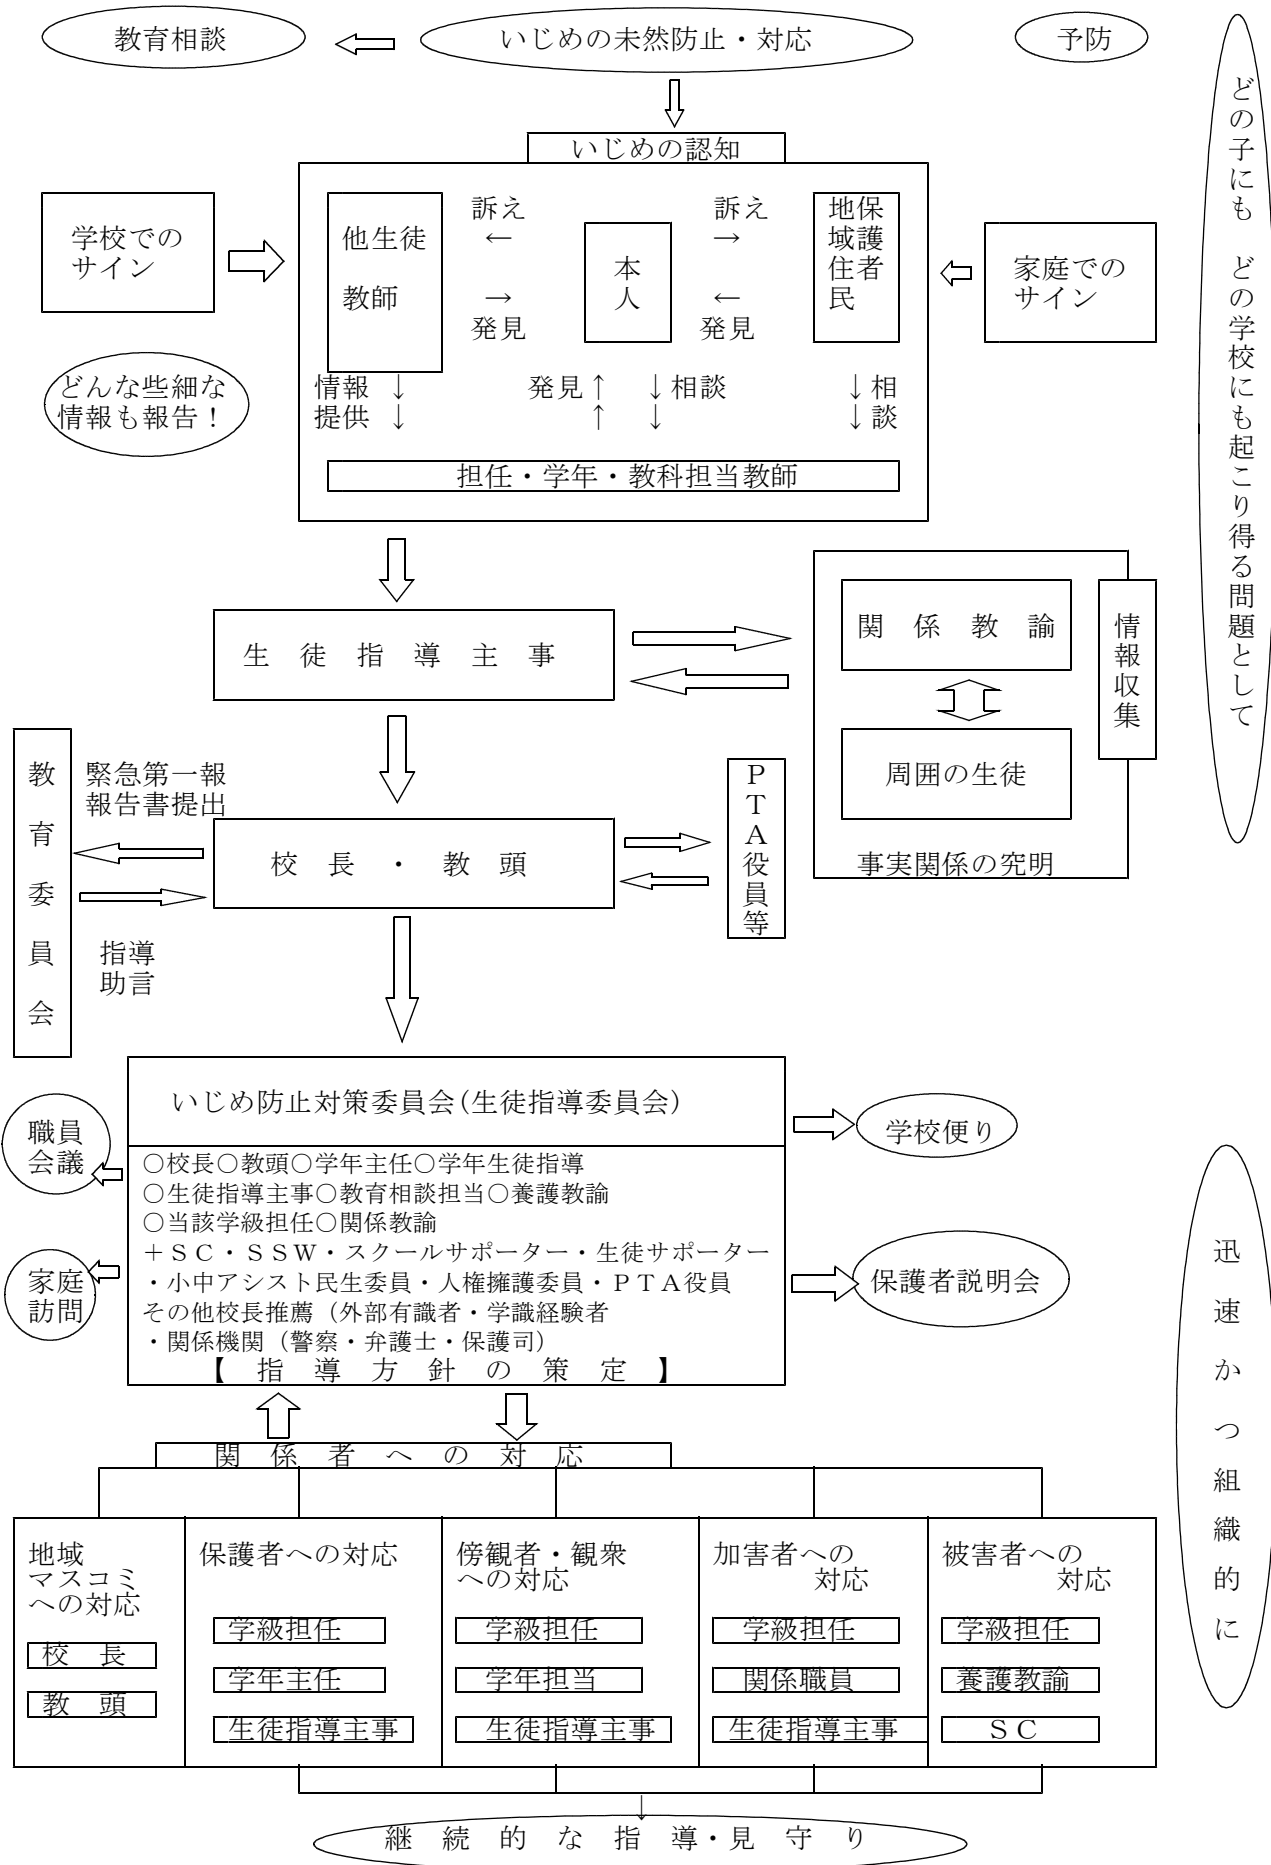 教育相談
いじめの未然防止・対応
予防
どの子にも　どの学校にも起こり得る問題として
いじめの認知
学校での
サイン
他生徒
教師
訴え
←
→
発見
本人
訴え
→
←
発見
地域住民
保護者
家庭での
サイン
どんな些細な
情報も報告！
情報 ↓
提供 ↓
発見↑ ↓相談
↑ ↓
↓相
↓談
担任・学年・教科担当教師
生　徒　指　導　主　事
関　係　教　諭
情報収集
周囲の生徒
事実関係の究明
教育委員会
緊急第一報
報告書提出
校　長　・　教　頭
ＰＴＡ役員等
指導
助言
いじめ防止対策委員会(生徒指導委員会)
職員
会議
学校便り
○校長○教頭○学年主任○学年生徒指導
○生徒指導主事○教育相談担当○養護教諭
○当該学級担任○関係教諭
＋ＳＣ・ＳＳＷ・スクールサポーター・生徒サポーター
・小中アシスト民生委員・人権擁護委員・ＰＴＡ役員
その他校長推薦（外部有識者・学識経験者
・関係機関（警察・弁護士・保護司）
【　指　導　方　針　の　策　定　】
家庭
訪問
保護者説明会
迅速かつ組織的に
関　係　者　へ　の　対　応
地域
マスコミ
への対応
校　長
教　頭
保護者への対応
学級担任
学年主任
生徒指導主事
傍観者・観衆
への対応
学級担任
学年担当
生徒指導主事
加害者への
対応
学級担任
関係職員
生徒指導主事
被害者への
対応
学級担任
養護教諭
ＳＣ
↓
継　続　的　な　指　導・見　守　り